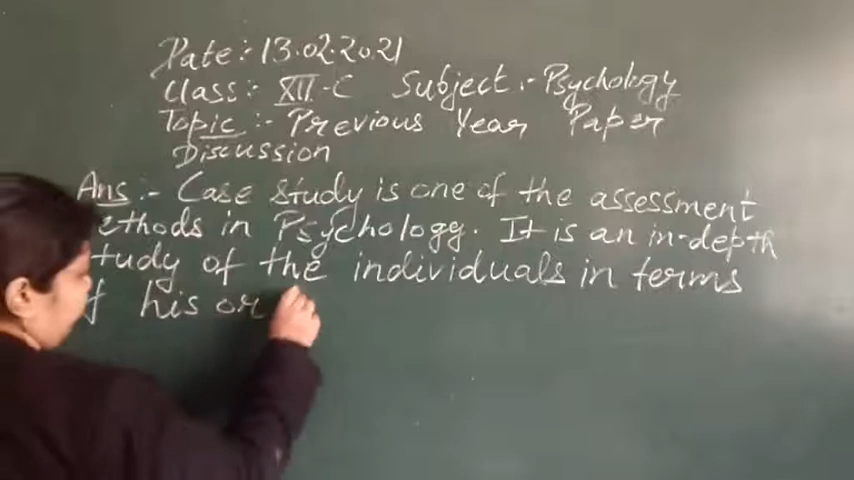 Date:- 13.02.2021
Class:- XII-C Subject:- Psychology
Topic:- Previous Year Paper
Discussion
Ans:- Case study is one of the assessment
ethods in Psychology. It is an in-depth
tudy of the individuals in terms
f his or